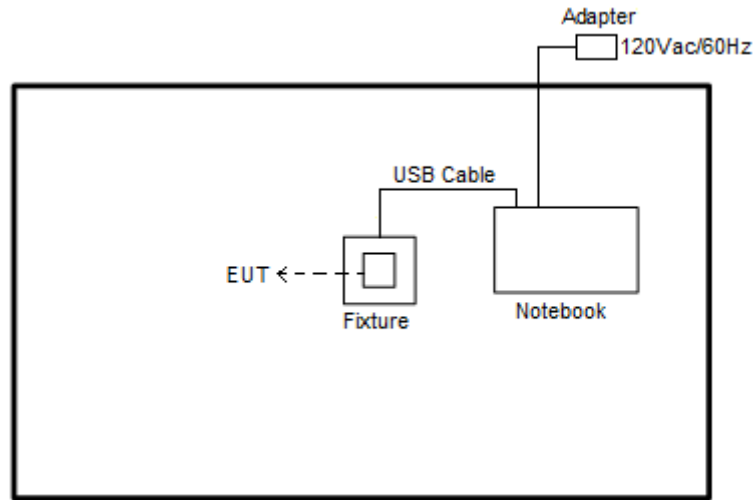 Adapter
120Vac/60Hz
USB Cable
EUT
Fixture
Notebook